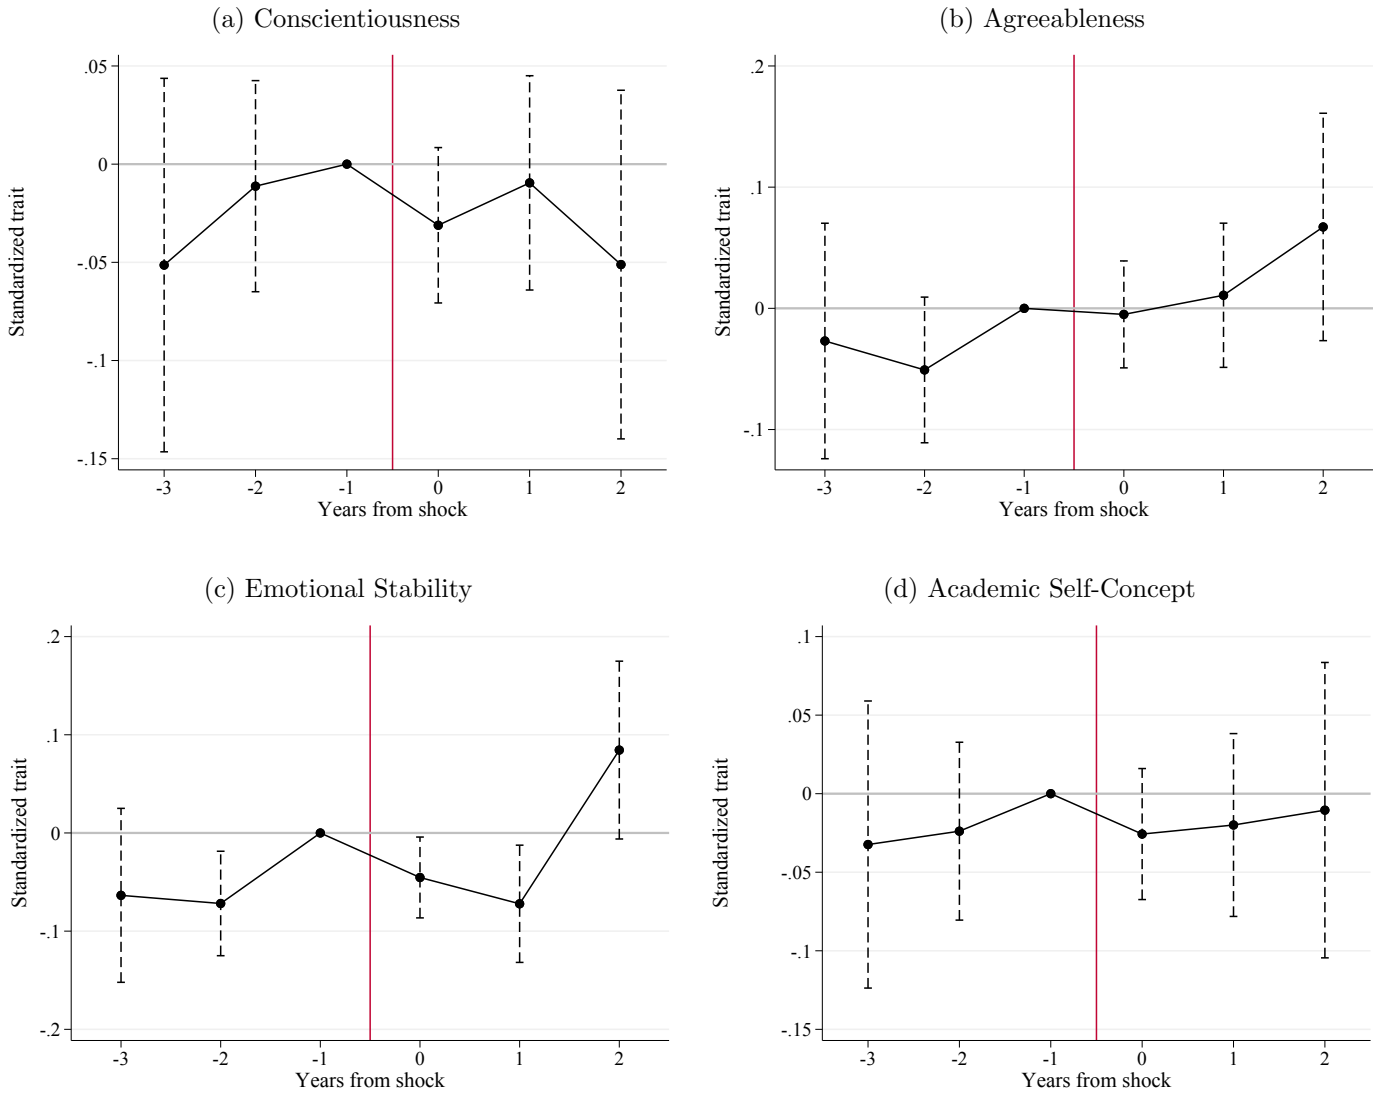 (a) Conscientiousness
.05
0
-.05
-.1
-.15
Standardized trait
-3 -2 -1 0 1 2
Years from shock
(b) Agreeableness
.2
.1
0
-.1
Standardized trait
-3 -2 -1 0 1 2
Years from shock
(c) Emotional Stability
.2
.1
0
-.1
-.2
Standardized trait
-3 -2 -1 0 1 2
Years from shock
(d) Academic Self-Concept
.1
.05
0
-.05
-.1
-.15
Standardized trait
-3 -2 -1 0 1 2
Years from shock